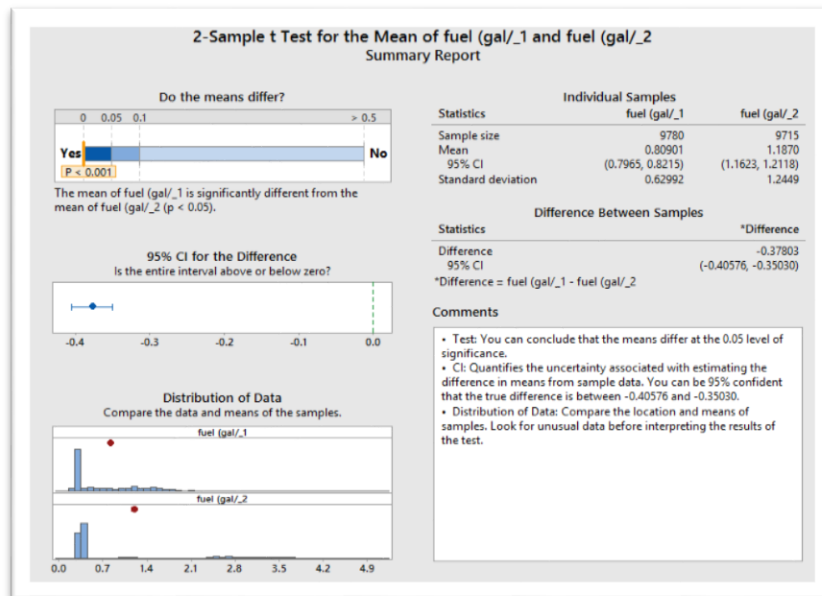 2-Sample t Test for the Mean of fuel (gal/_1 and fuel (gal/_2
Summary Report
Do the means differ?
0 0.05 0.1 > 0.5
Yes No
P < 0.001
The mean of fuel (gal/_1 is significantly different from the
mean of fuel (gal/_2 (p < 0.05).
95% CI for the Difference
Is the entire interval above or below zero?
-0.4 -0.3 -0.2 -0.1 0.0
Distribution of Data
Compare the data and means of the samples.
fuel (gal/_1
fuel (gal/_2
0.0 0.7 1.4 2.1 2.8 3.5 4.2 4.9
Individual Samples
Statistics fuel (gal/_1 fuel (gal/_2
Sample size 9780 9715
Mean 0.80901 1.1870
95% CI (0.7965, 0.8215) (1.1623, 1.2118)
Standard deviation 0.62992 1.2449
Difference Between Samples
Statistics *Difference
Difference -0.37803
95% CI (-0.40576, -0.35030)
*Difference = fuel (gal/_1 - fuel (gal/_2
Comments
• Test: You can conclude that the means differ at the 0.05 level of
significance.
• CI: Quantifies the uncertainty associated with estimating the
difference in means from sample data. You can be 95% confident
that the true difference is between -0.40576 and -0.35030.
• Distribution of Data: Compare the location and means of
samples. Look for unusual data before interpreting the results of
the test.